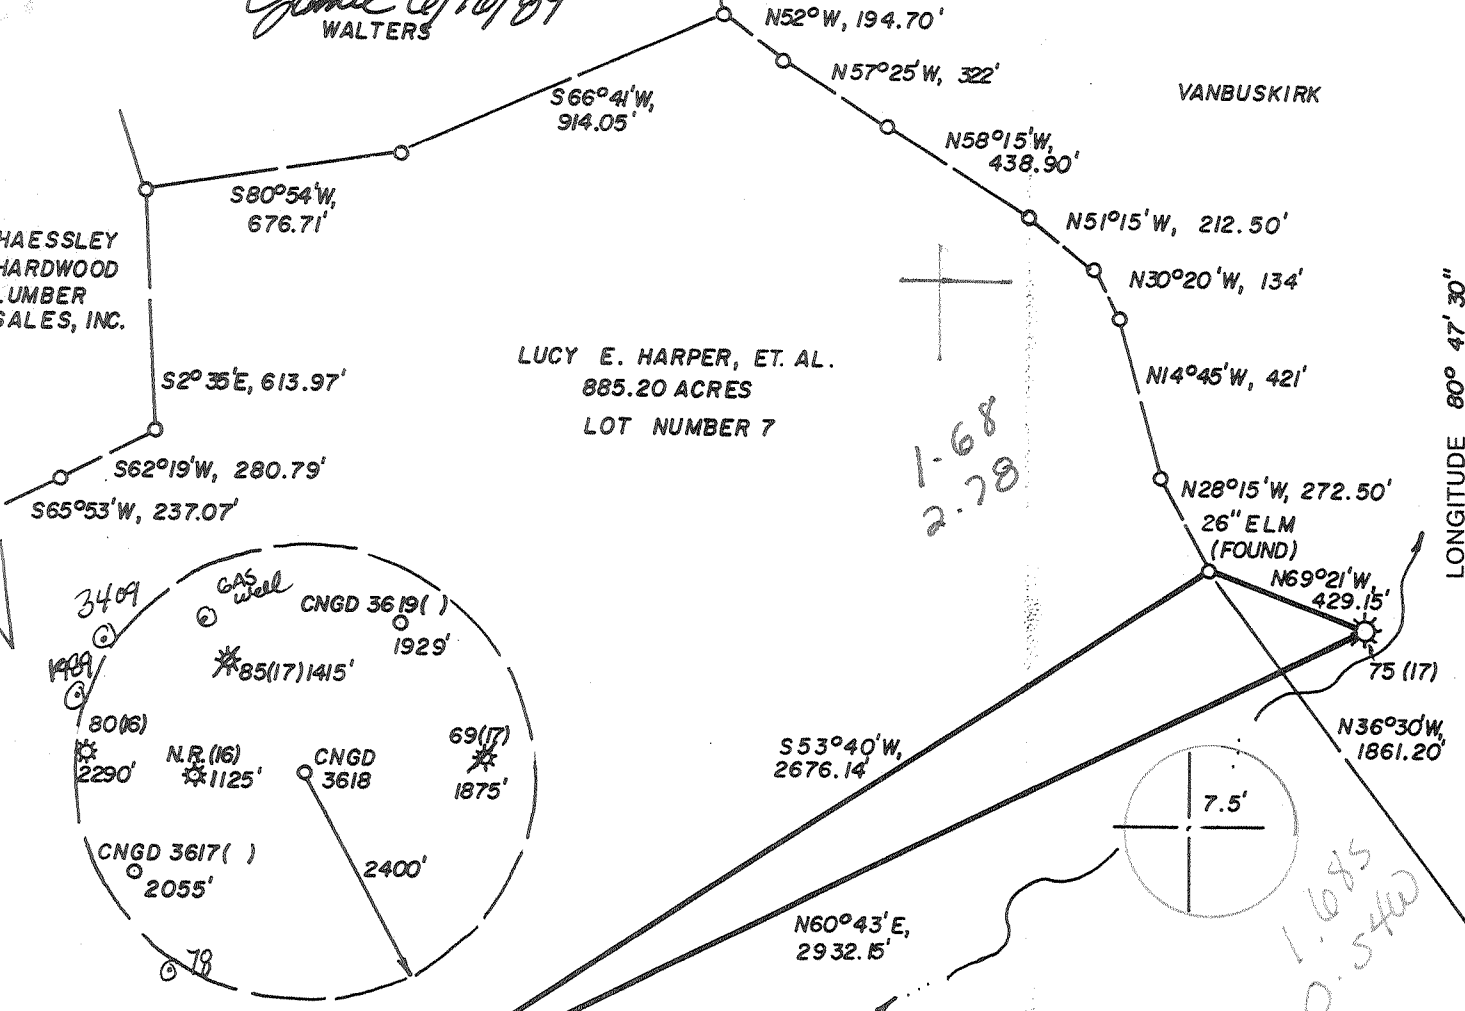 6/16/89
WALTERS
N52°W, 194.70'
N57°25'W, 322'
VANBUSKIRK
S66°41'W,
914.05'
N58°15'W,
438.90'
S80°54'W,
676.71'
N51°15'W, 212.50'
HAESSLEY
HARDWOOD
LUMBER
SALES, INC.
N30°20'W, 134'
LONGITUDE 80° 47' 30"
LUCY E. HARPER, ET. AL.
885.20 ACRES
LOT NUMBER 7
S2°35'E, 613.97'
N14°45'W, 421'
1-68
2.78
S62°19'W, 280.79'
S65°53'W, 237.07'
N28°15'W, 272.50'
26" ELM
(FOUND)
N69°21'W,
429.15'
75 (17)
3409
GAS
well
CNGD 3619( )
1929'
85(17)1415'
1989
80(16)
2290'
N.R.(16)
1125'
CNGD
3618
69(17)
1875'
CNGD 3617( )
2055'
2400'
78
S53°40'W,
2676.14'
N36°30'W,
1861.20'
7.5'
N60°43'E,
2932.15'
1.685
0.540